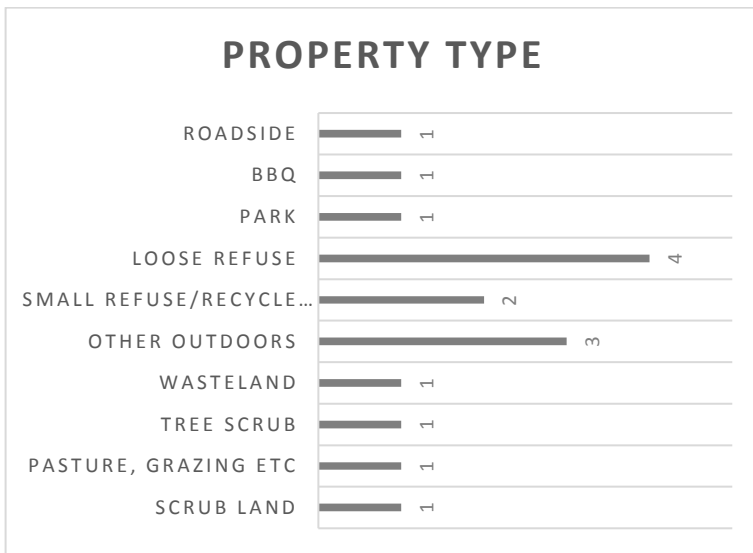 PROPERTY TYPE
ROADSIDE 1
BBQ 1
PARK 1
LOOSE REFUSE 4
SMALL REFUSE/RECYCLE... 2
OTHER OUTDOORS 3
WASTELAND 1
TREE SCRUB 1
PASTURE, GRAZING ETC 1
SCRUB LAND 1